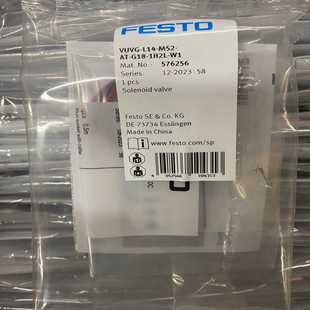 FESTO
VUVG-L14-M52-
AT-G18-1H2L-W1
Mat. No.: 576256
Series: 12-2023 58
1 pcs
Solenoid valve
Festo SE & Co. KG
DE-73734 Esslingen
Made in China
www.festo.com/sp